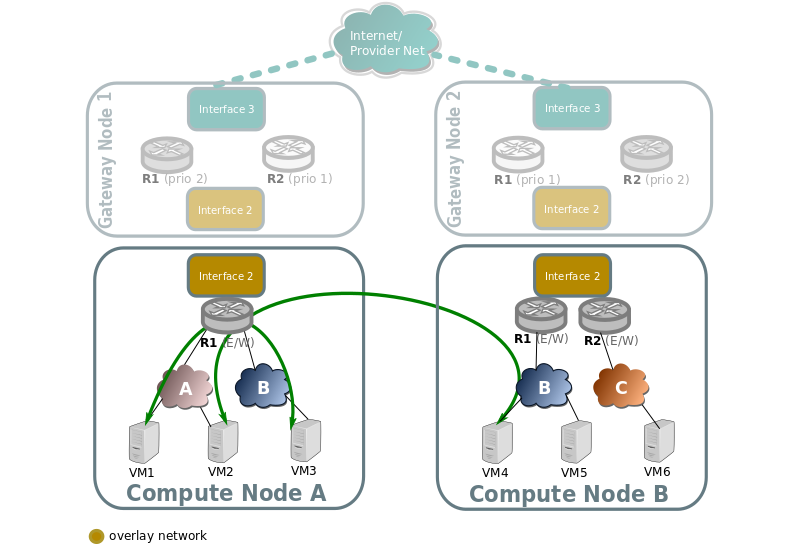 Internet/
Provider Net
Gateway Node 1
Interface 3
R1 (prio 2)
R2 (prio 1)
Interface 2
Gateway Node 2
Interface 3
R1 (prio 1)
R2 (prio 2)
Interface 2
Interface 2
R1 (E/W)
A
B
VM1
VM2
VM3
Compute Node A
Interface 2
R1 (E/W)
R2 (E/W)
B
C
VM4
VM5
VM6
Compute Node B
overlay network